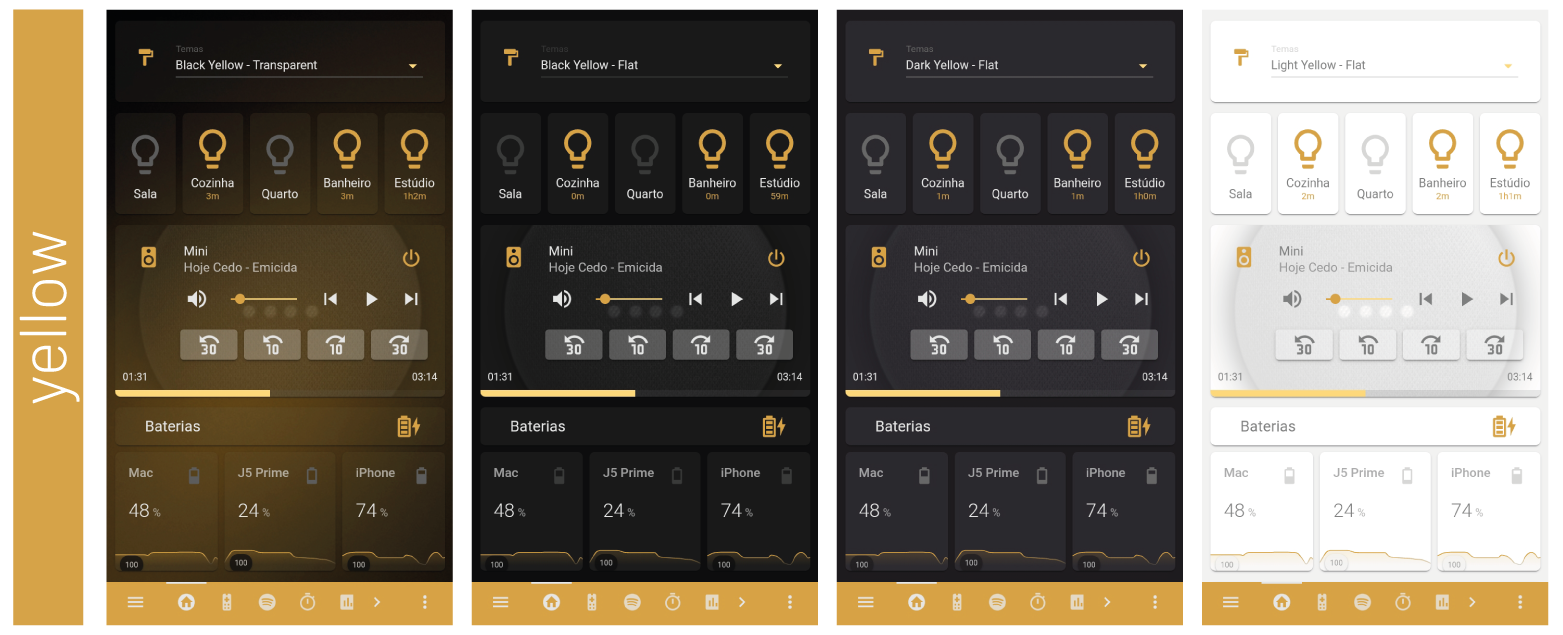 yellow
Temas
Black Yellow - Transparent
Sala
Cozinha
3m
Quarto
Banheiro
3m
Estúdio
1h2m
Mini
Hoje Cedo - Emicida
30
10
10
30
01:31
03:14
Baterias
Mac
48 %
100
J5 Prime
24 %
100
iPhone
74 %
100
Temas
Black Yellow - Flat
Sala
Cozinha
0m
Quarto
Banheiro
0m
Estúdio
59m
Mini
Hoje Cedo - Emicida
30
10
10
30
01:31
03:14
Baterias
Mac
48 %
100
J5 Prime
24 %
100
iPhone
74 %
100
Temas
Dark Yellow - Flat
Sala
Cozinha
1m
Quarto
Banheiro
1m
Estúdio
1h0m
Mini
Hoje Cedo - Emicida
30
10
10
30
01:31
03:14
Baterias
Mac
48 %
100
J5 Prime
24 %
100
iPhone
74 %
100
Temas
Light Yellow - Flat
Sala
Cozinha
2m
Quarto
Banheiro
2m
Estúdio
1h1m
Mini
Hoje Cedo - Emicida
30
10
10
30
01:31
03:14
Baterias
Mac
48 %
100
J5 Prime
24 %
100
iPhone
74 %
100